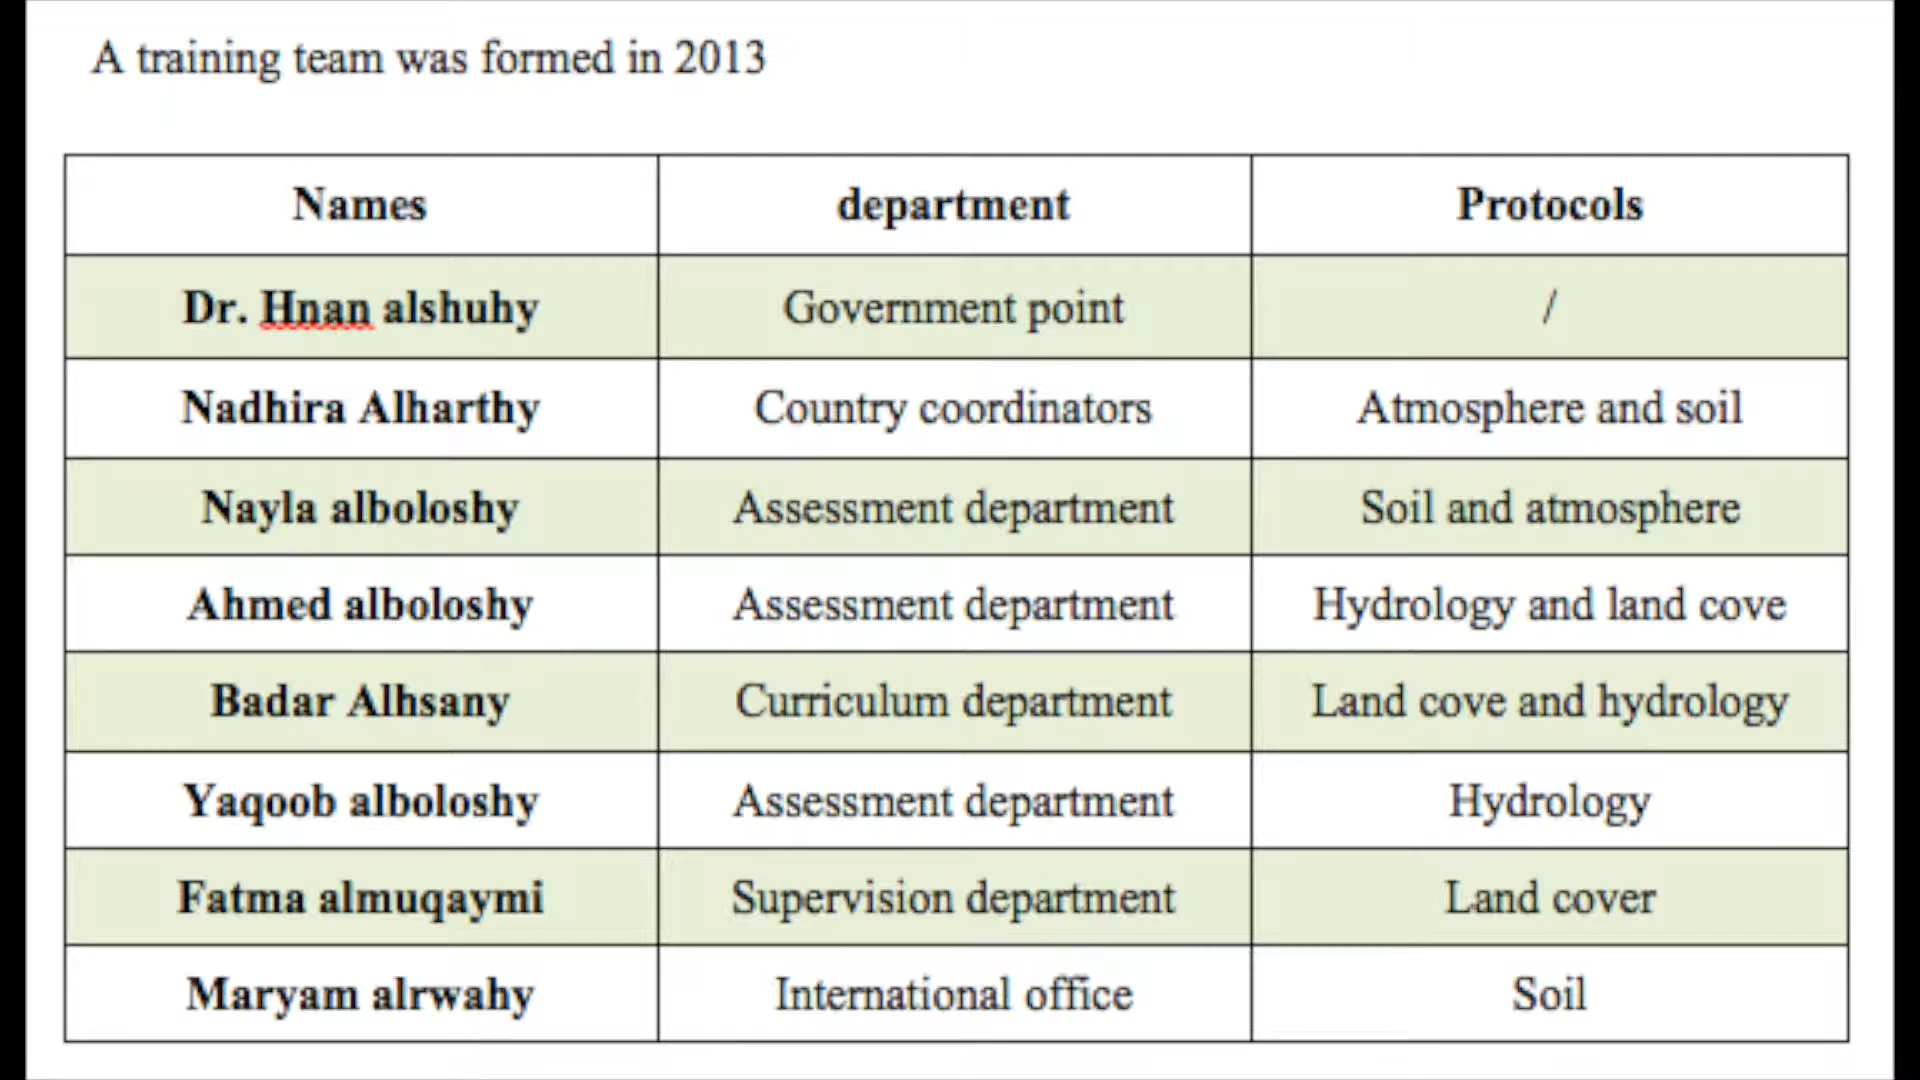 A training team was formed in 2013
Names department Protocols
Dr. Hnan alshuhy Government point /
Nadhira Alharthy Country coordinators Atmosphere and soil
Nayla alboloshy Assessment department Soil and atmosphere
Ahmed alboloshy Assessment department Hydrology and land cove
Badar Alhsany Curriculum department Land cove and hydrology
Yaqoob alboloshy Assessment department Hydrology
Fatma almuqaymi Supervision department Land cover
Maryam alrwahy International office Soil